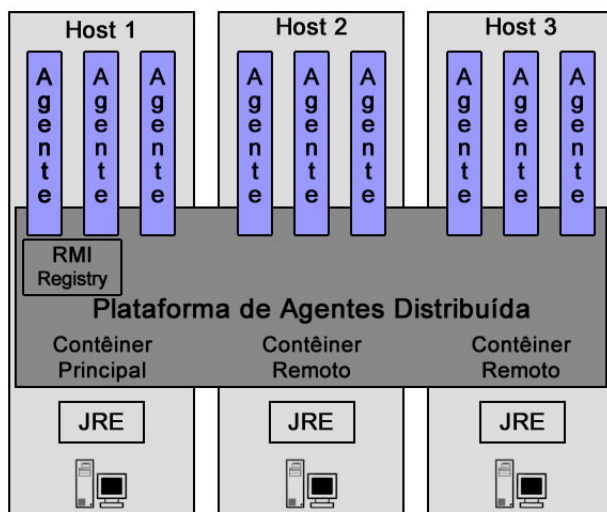 Host 1
Host 2
Host 3
Agente
Agente
Agente
Agente
Agente
Agente
Agente
Agente
Agente
RMI
Registry
Plataforma de Agentes Distribuída
Contêiner
Principal
Contêiner
Remoto
Contêiner
Remoto
JRE
JRE
JRE